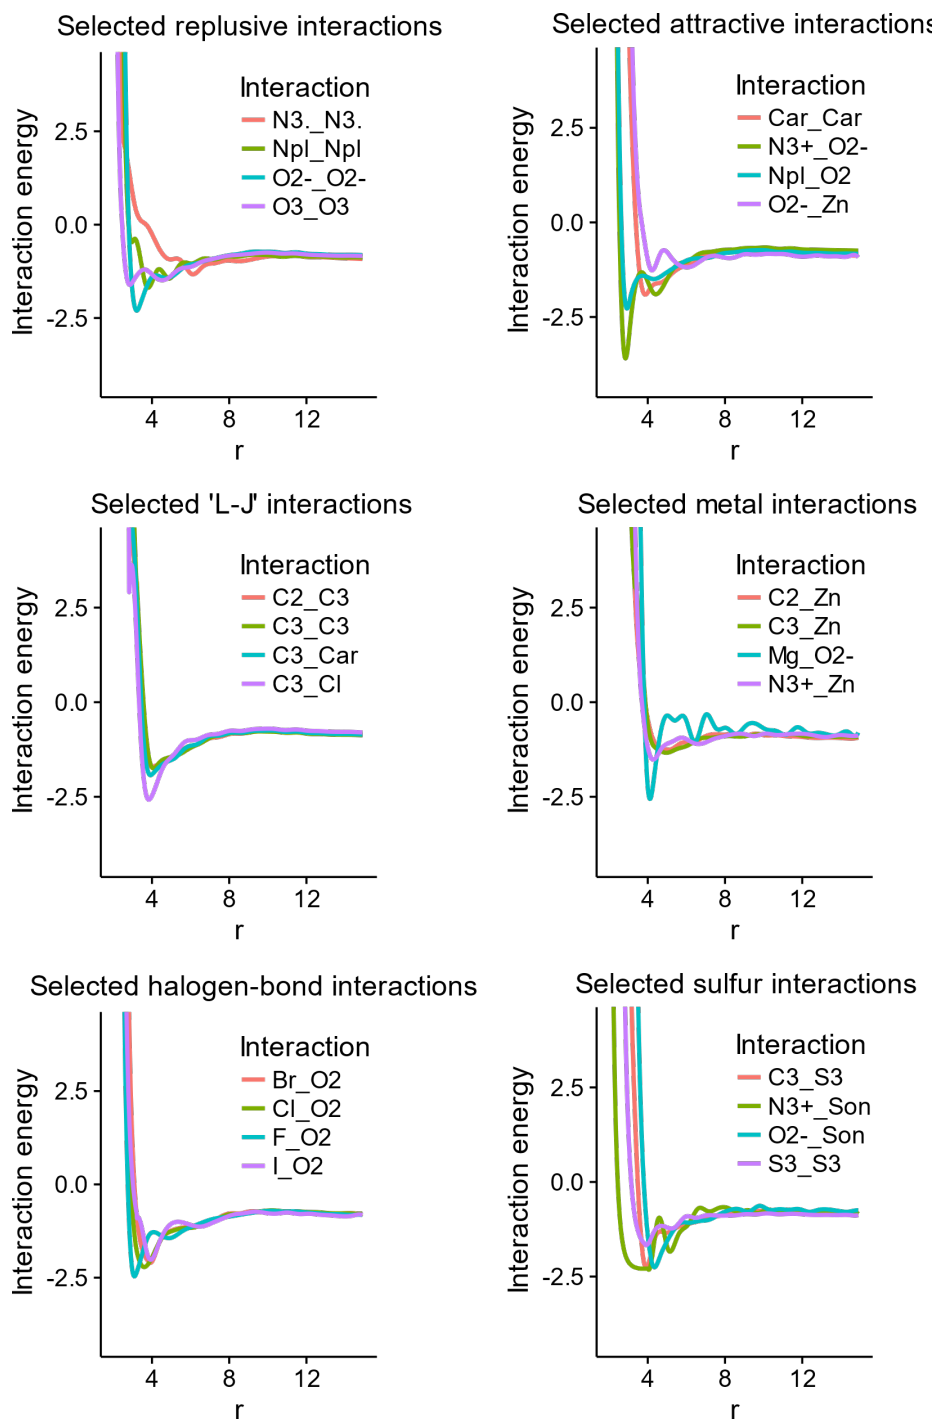 Selected replusive interactions
Interaction energy
2.5
0.0
-2.5
4 8 12
r
Interaction
N3._N3.
Npl_Npl
O2-_O2-
O3_O3
Selected attractive interactions
Interaction energy
2.5
0.0
-2.5
4 8 12
r
Interaction
Car_Car
N3+_O2-
Npl_O2
O2-_Zn
Selected 'L-J' interactions
Interaction energy
2.5
0.0
-2.5
4 8 12
r
Interaction
C2_C3
C3_C3
C3_Car
C3_Cl
Selected metal interactions
Interaction energy
2.5
0.0
-2.5
4 8 12
r
Interaction
C2_Zn
C3_Zn
Mg_O2-
N3+_Zn
Selected halogen-bond interactions
Interaction energy
2.5
0.0
-2.5
4 8 12
r
Interaction
Br_O2
Cl_O2
F_O2
I_O2
Selected sulfur interactions
Interaction energy
2.5
0.0
-2.5
4 8 12
r
Interaction
C3_S3
N3+_Son
O2-_Son
S3_S3